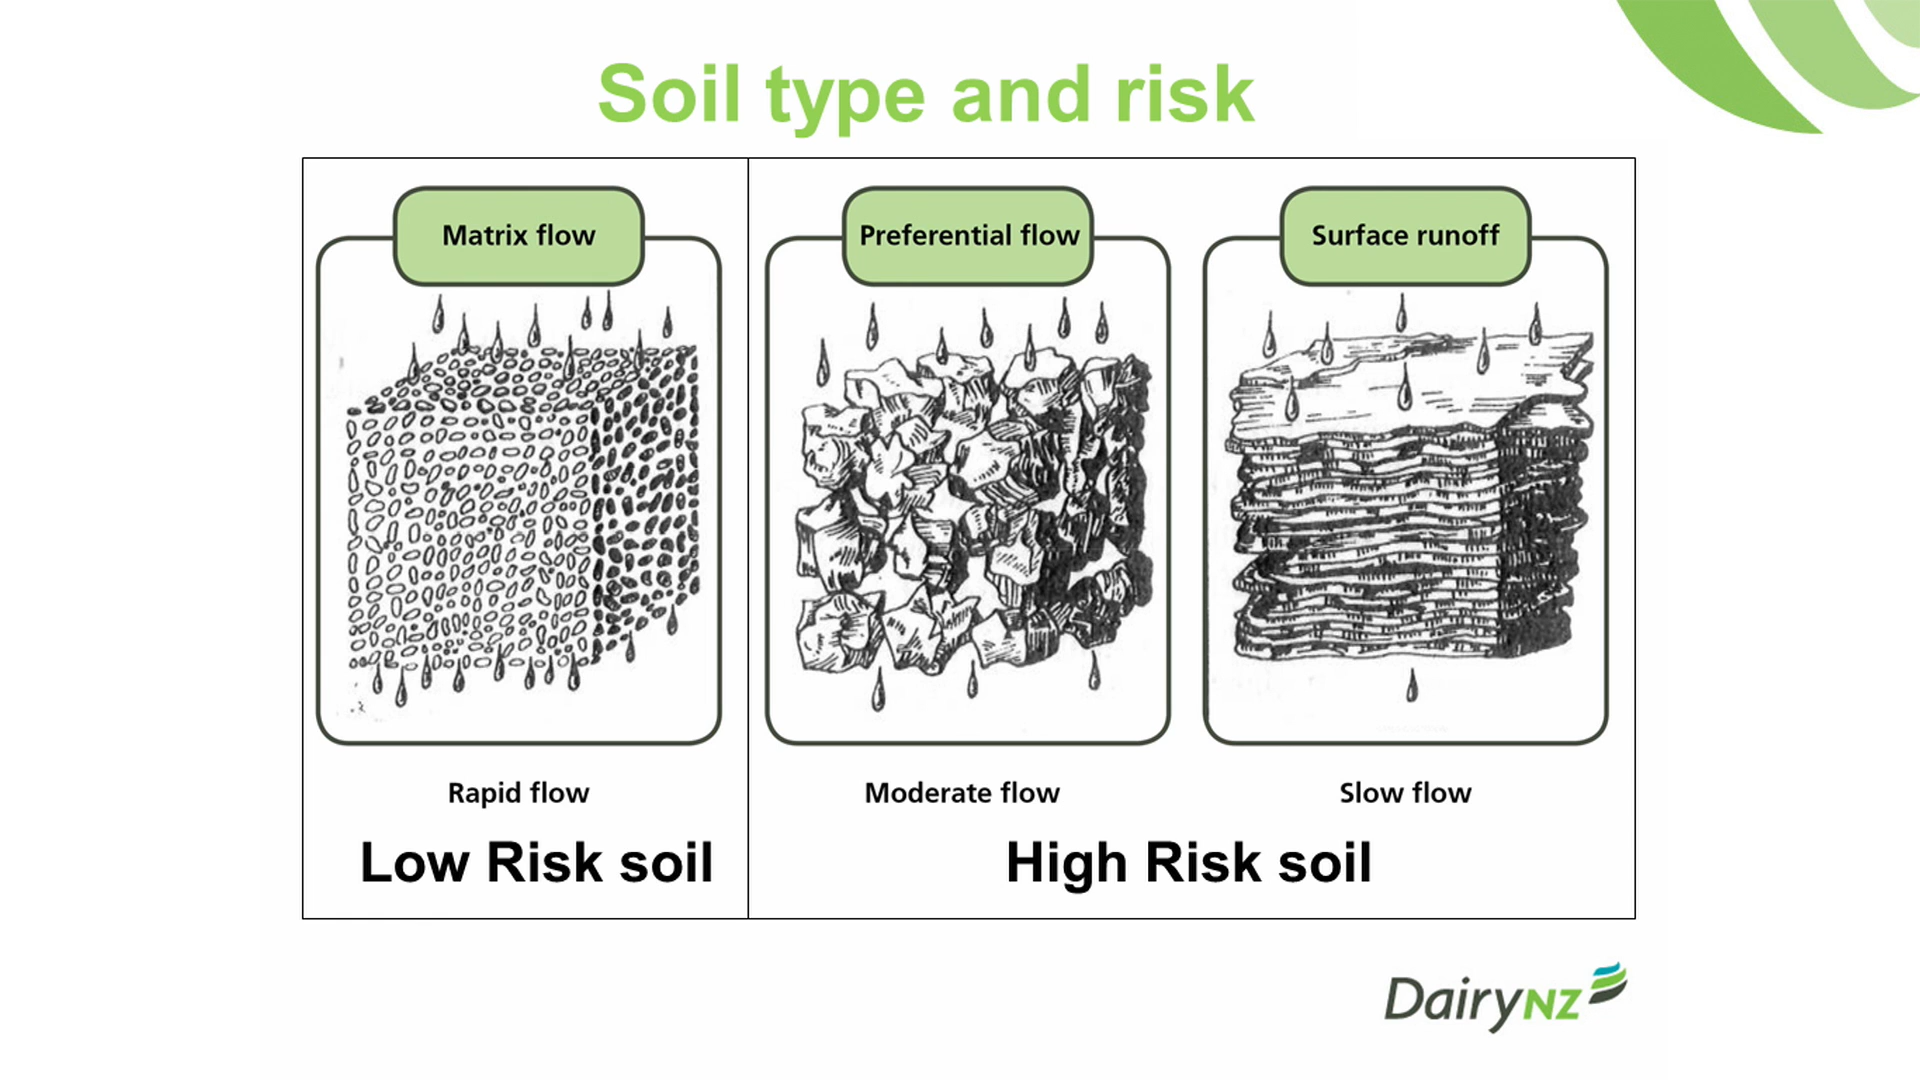 Soil type and risk
Matrix flow
Preferential flow
Surface runoff
Rapid flow
Moderate flow
Slow flow
Low Risk soil
High Risk soil
DairyNZ